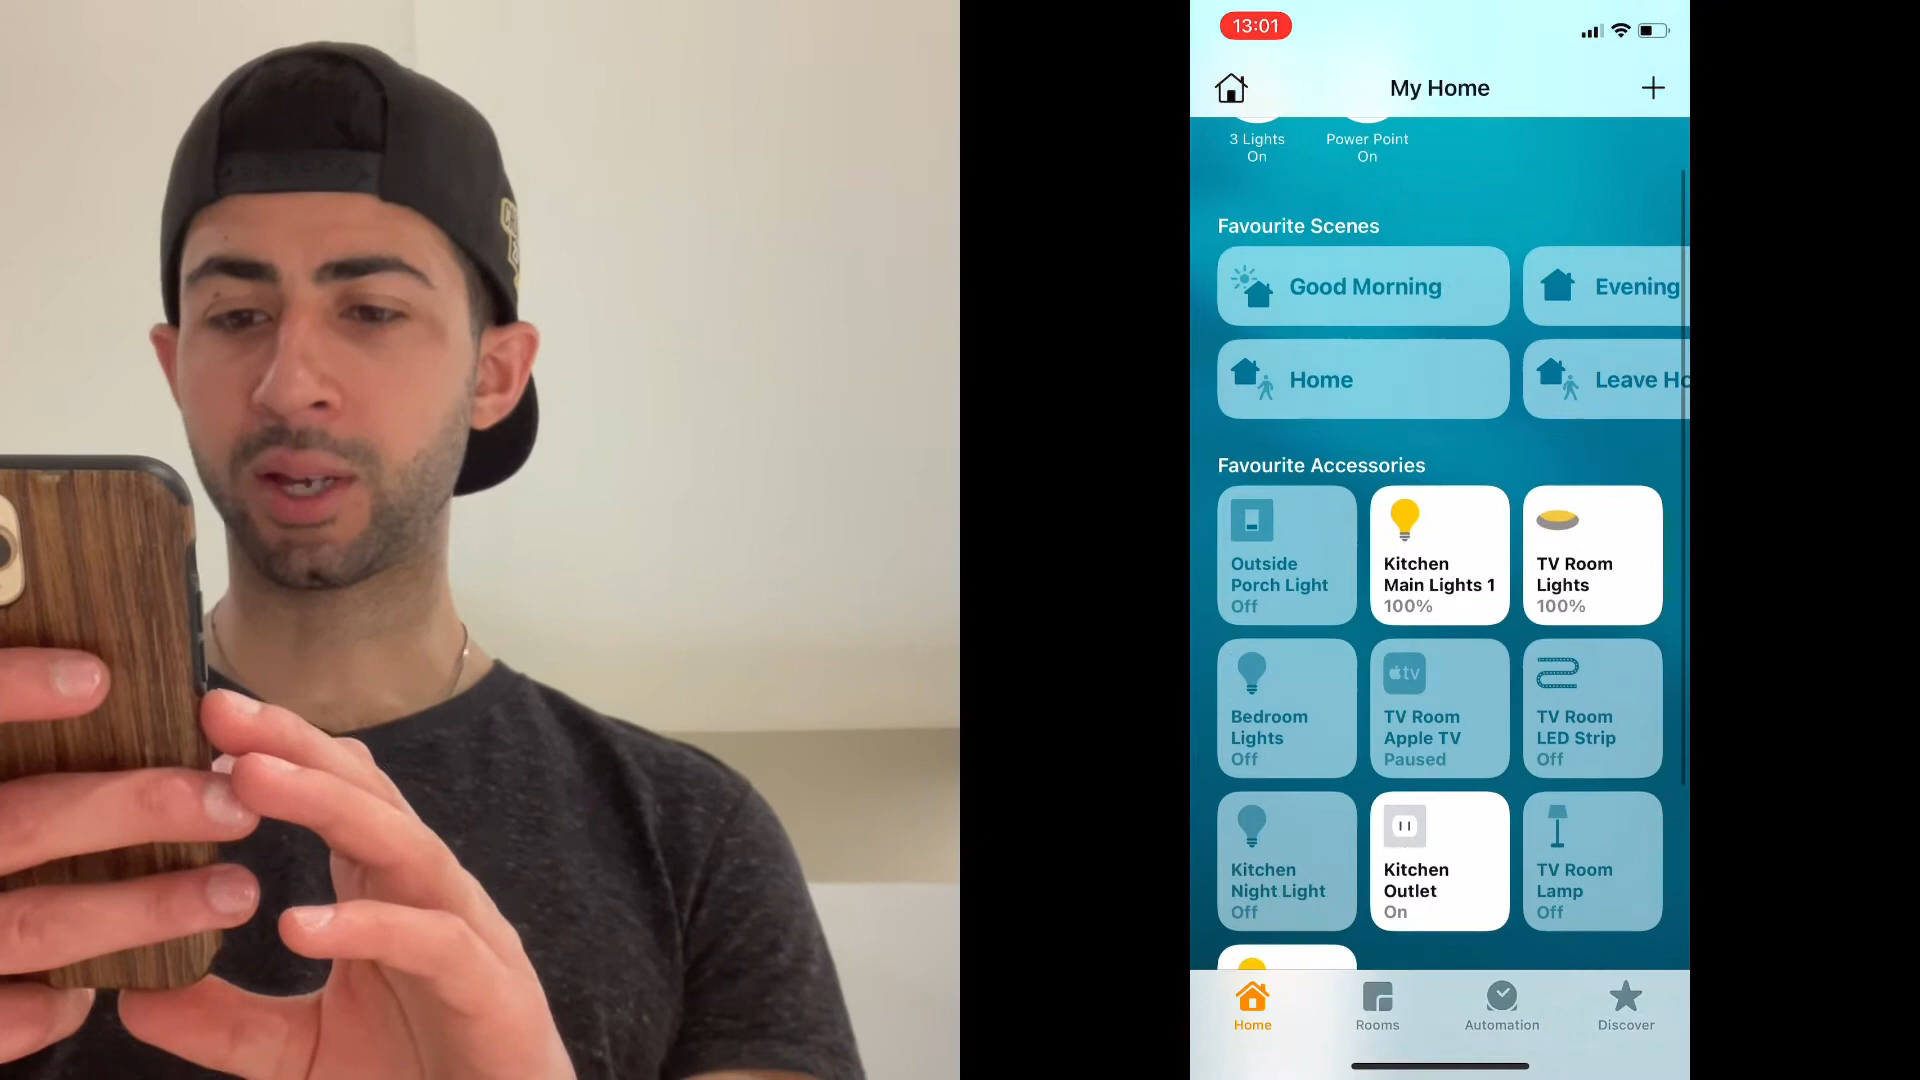 13:01
My Home
3 Lights
On
Power Point
On
Favourite Scenes
Good Morning
Evening
Home
Leave Ho
Favourite Accessories
Outside
Porch Light
Off
Kitchen
Main Lights 1
100%
TV Room
Lights
100%
Bedroom
Lights
Off
tv
TV Room
Apple TV
Paused
TV Room
LED Strip
Off
Kitchen
Night Light
Off
Kitchen
Outlet
On
TV Room
Lamp
Off
Home
Rooms
Automation
Discover